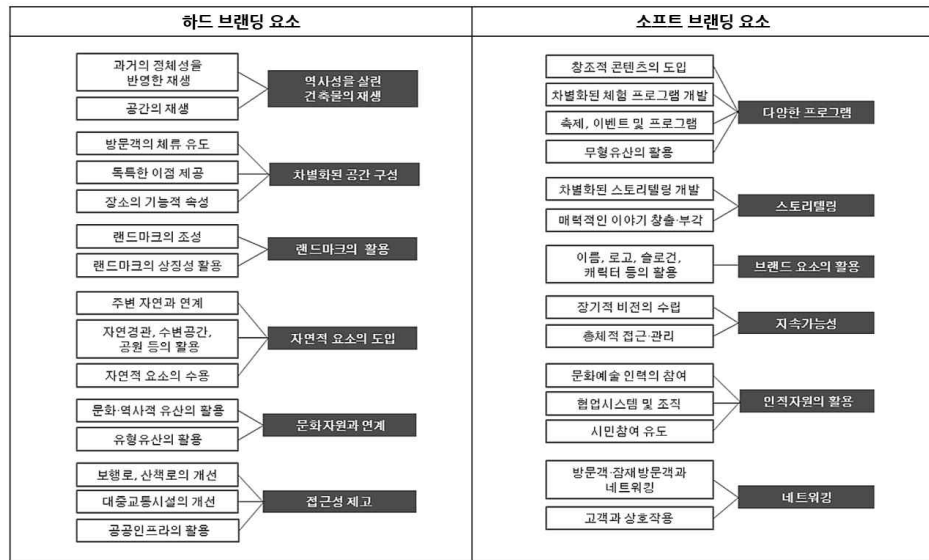 하드 브랜딩 요소
과거의 정체성을
반영한 재생
공간의 재생
역사성을 살린
건축물의 재생
방문객의 체류 유도
독특한 이점 제공
장소의 기능적 속성
차별화된 공간 구성
랜드마크의 조성
랜드마크의 상징성 활용
랜드마크의 활용
주변 자연과 연계
자연경관, 수변공간,
공원 등의 활용
자연적 요소의 수용
자연적 요소의 도입
문화·역사적 유산의 활용
유형유산의 활용
문화자원과 연계
보행로, 산책로의 개선
대중교통시설의 개선
공공인프라의 활용
접근성 제고
소프트 브랜딩 요소
창조적 콘텐츠의 도입
차별화된 체험 프로그램 개발
축제, 이벤트 및 프로그램
무형유산의 활용
다양한 프로그램
차별화된 스토리텔링 개발
매력적인 이야기 창출·부각
스토리텔링
이름, 로고, 슬로건,
캐릭터 등의 활용
브랜드 요소의 활용
장기적 비전의 수립
총체적 접근·관리
지속가능성
문화예술 인력의 참여
협업시스템 및 조직
시민참여 유도
인적자원의 활용
방문객·잠재방문객과
네트워킹
고객과 상호작용
네트워킹